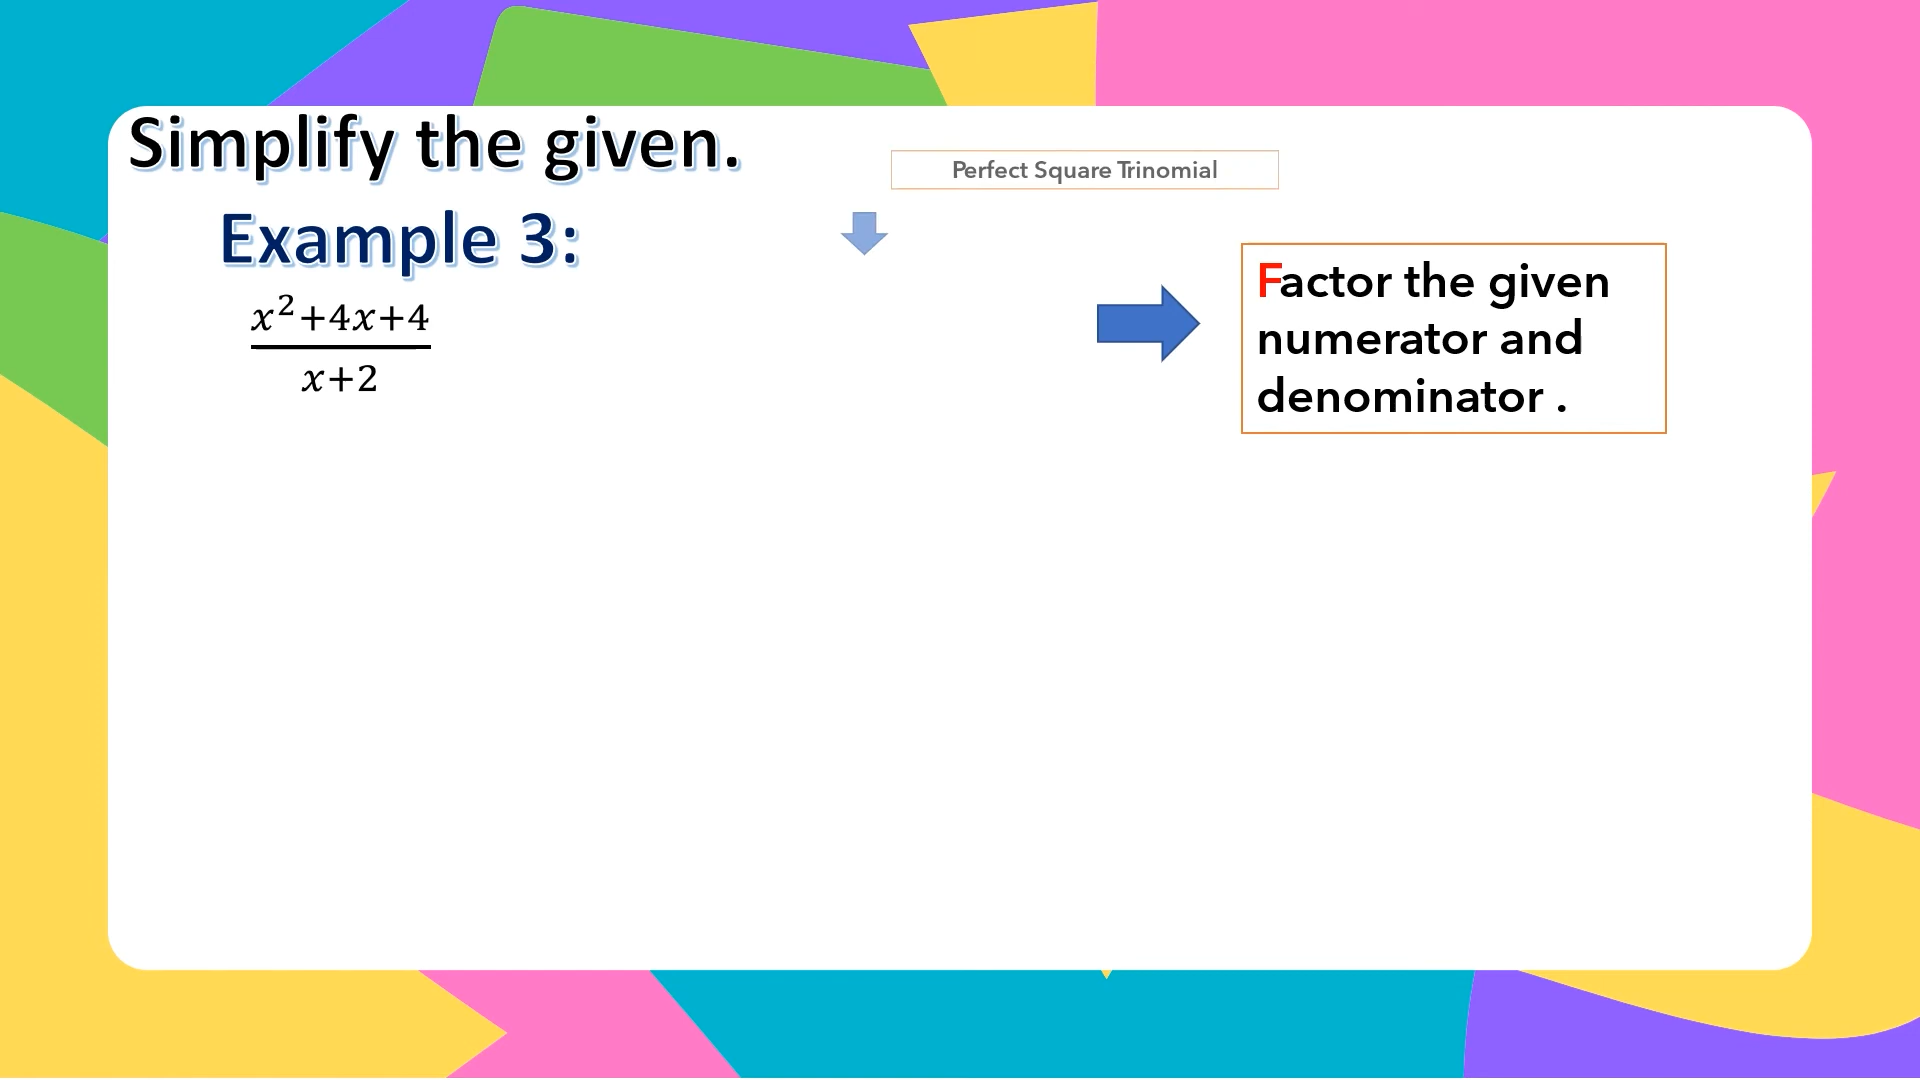 Simplify the given.
Perfect Square Trinomial
Example 3:
x²+4x+4
x+2
Factor the given
numerator and
denominator .